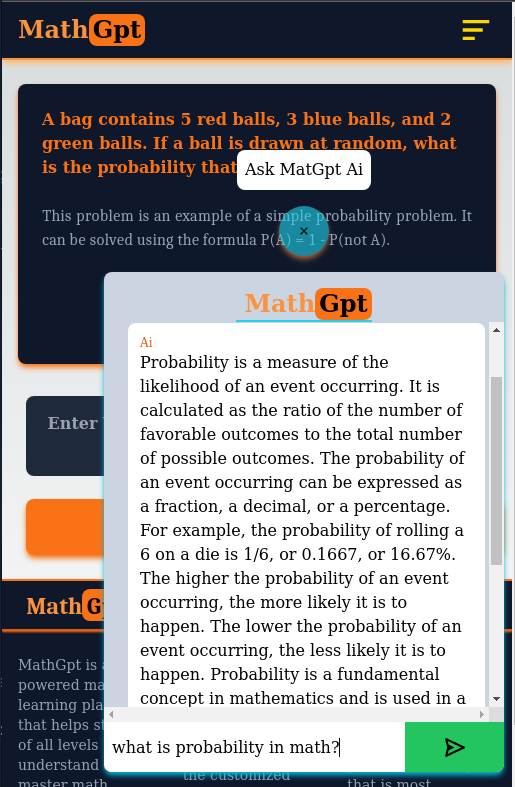 MathGpt
A bag contains 5 red balls, 3 blue balls, and 2
green balls. If a ball is drawn at random, what
is the probability that
Ask MatGpt Ai
This problem is an example of a simple probability problem. It
can be solved using the formula P(A) = 1 - P(not A).
×
MathGpt
Ai
Probability is a measure of the
likelihood of an event occurring. It is
calculated as the ratio of the number of
favorable outcomes to the total number
of possible outcomes. The probability of
an event occurring can be expressed as
a fraction, a decimal, or a percentage.
For example, the probability of rolling a
6 on a die is 1/6, or 0.1667, or 16.67%.
The higher the probability of an event
occurring, the more likely it is to
happen. The lower the probability of an
event occurring, the less likely it is to
happen. Probability is a fundamental
concept in mathematics and is used in a
what is probability in math?
Enter
MathG
MathGpt is
powered ma
learning pla
that helps st
of all levels
understand
master math
the customized
that is most